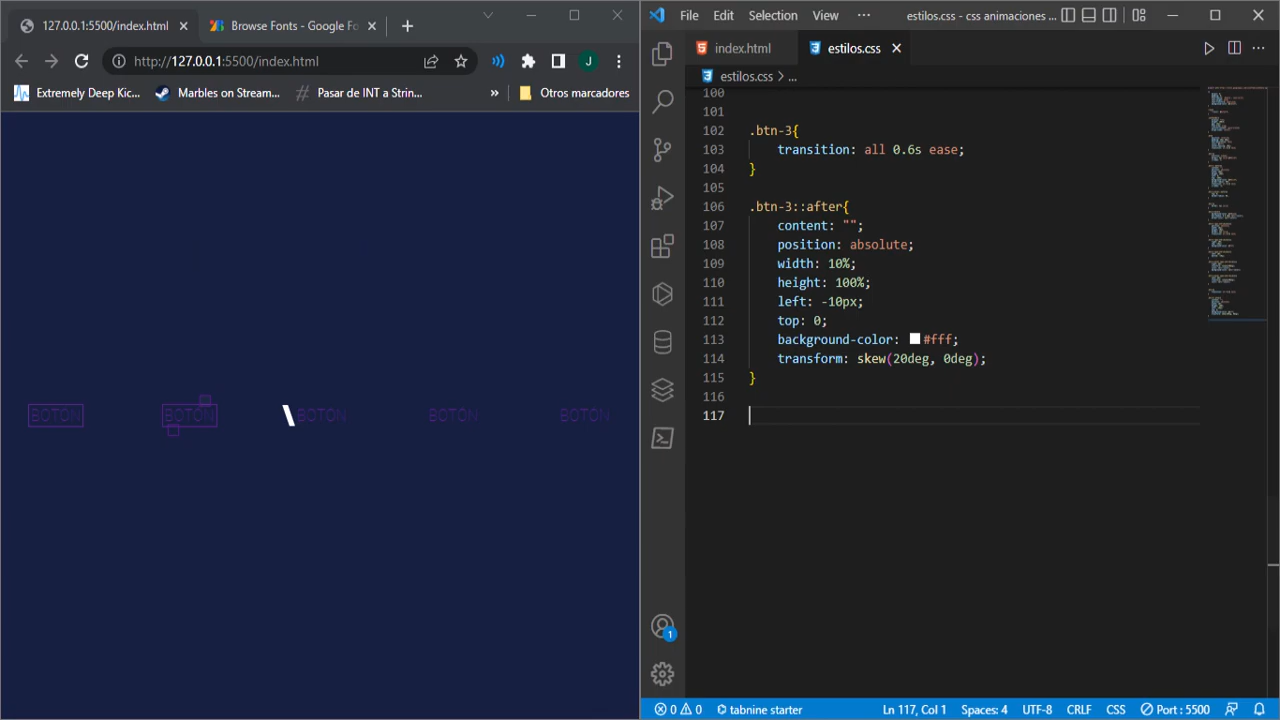 127.0.0.1:5500/index.html
Browse Fonts - Google Fo
http://127.0.0.1:5500/index.html
J
Extremely Deep Kic...
Marbles on Stream...
Pasar de INT a Strin...
»
Otros marcadores
BOTON
BOTON
BOTON
BOTON
BOTON
File Edit Selection View ···
estilos.css - css animaciones ...
index.html
estilos.css
estilos.css > ...
100
101
102 .btn-3{
103 transition: all 0.6s ease;
104 }
105
106 .btn-3::after{
107 content: "";
108 position: absolute;
109 width: 10%;
110 height: 100%;
111 left: -10px;
112 top: 0;
113 background-color: #fff;
114 transform: skew(20deg, 0deg);
115 }
116
117
1
0 0 tabnine starter Ln 117, Col 1 Spaces: 4 UTF-8 CRLF CSS Port : 5500